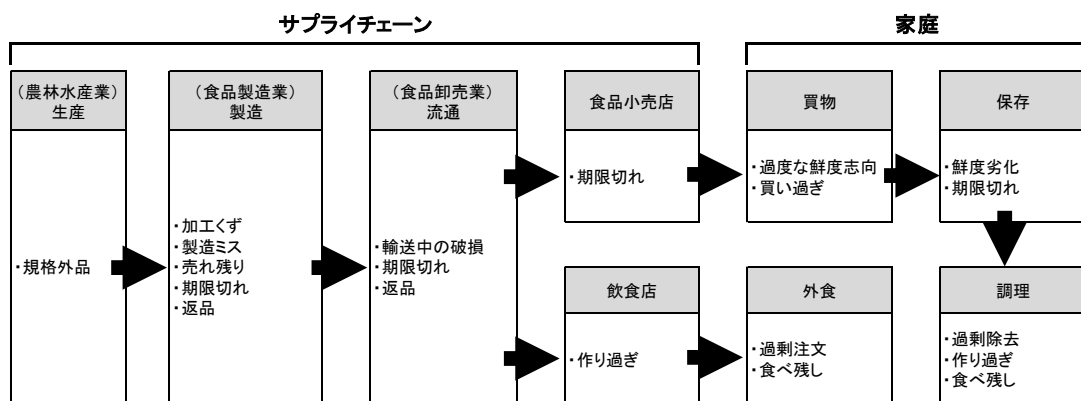 サプライチェーン
家庭
（農林水産業）
生産
（食品製造業）
製造
（食品卸売業）
流通
食品小売店
買物
保存
・規格外品
・加工くず
・製造ミス
・売れ残り
・期限切れ
・返品
・輸送中の破損
・期限切れ
・返品
・期限切れ
・過度な鮮度志向
・買い過ぎ
・鮮度劣化
・期限切れ
飲食店
外食
調理
・作り過ぎ
・過剰注文
・食べ残し
・過剰除去
・作り過ぎ
・食べ残し